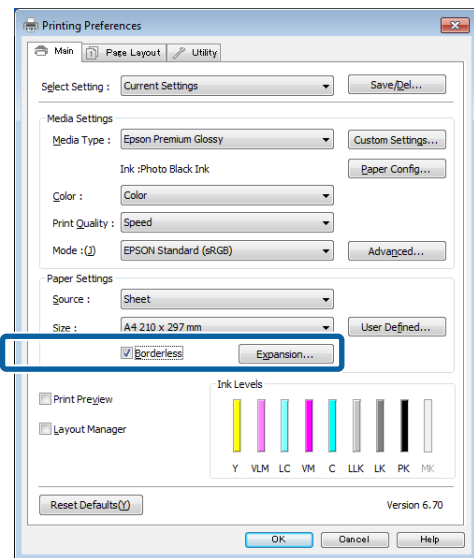 Printing Preferences
Main Page Layout Utility
Select Setting : Current Settings Save/Del...
Media Settings
Media Type : Epson Premium Glossy Custom Settings...
Ink :Photo Black Ink Paper Config...
Color : Color
Print Quality : Speed
Mode :(J) EPSON Standard (sRGB) Advanced...
Paper Settings
Source : Sheet
Size : A4 210 x 297 mm User Defined...
Borderless Expansion...
Print Preview
Layout Manager
Ink Levels
Y VLM LC VM C LLK LK PK MK
Reset Defaults(Y) Version 6.70
OK Cancel Help